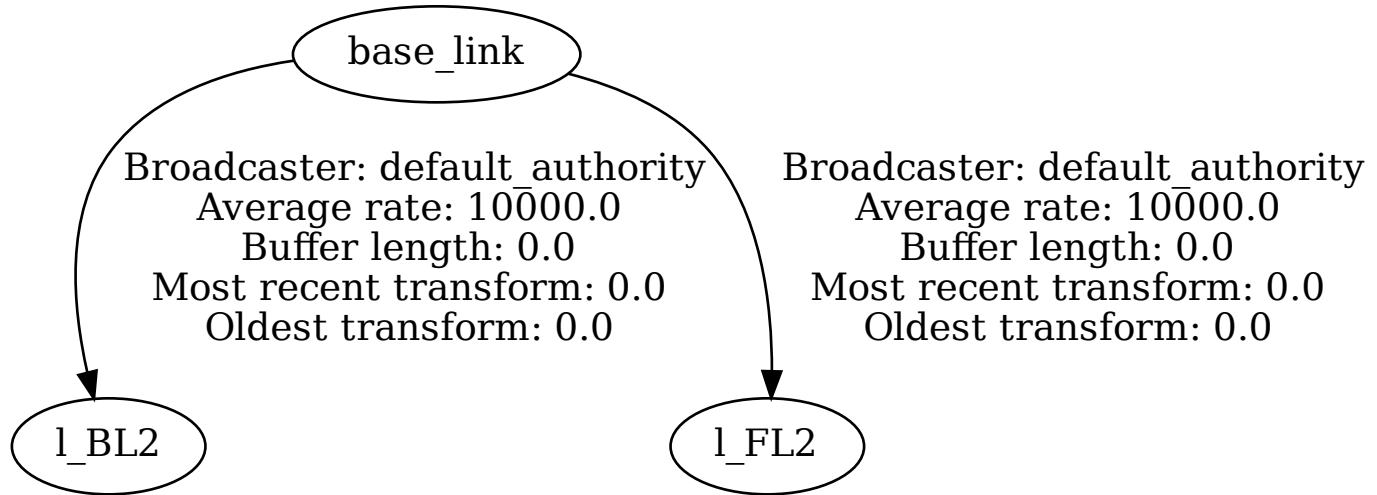 base_link
Broadcaster: default_authority
Average rate: 10000.0
Buffer length: 0.0
Most recent transform: 0.0
Oldest transform: 0.0
Broadcaster: default_authority
Average rate: 10000.0
Buffer length: 0.0
Most recent transform: 0.0
Oldest transform: 0.0
l_BL2
l_FL2